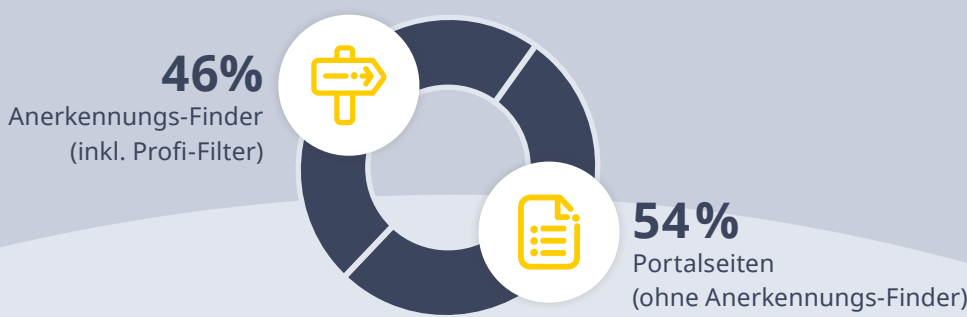 46%
Anerkennungs-Finder
(inkl. Profi-Filter)
54%
Portalseiten
(ohne Anerkennungs-Finder)